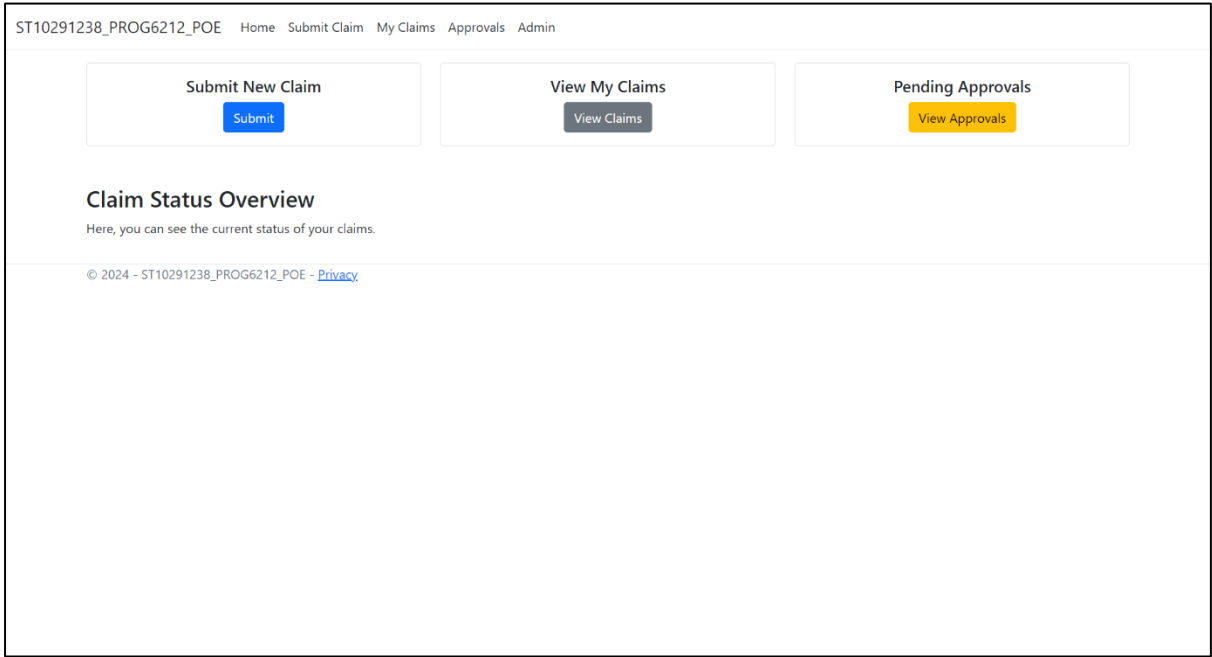 ST10291238_PROG6212_POE Home Submit Claim My Claims Approvals Admin
Submit New Claim
Submit
View My Claims
View Claims
Pending Approvals
View Approvals
Claim Status Overview
Here, you can see the current status of your claims.
© 2024 - ST10291238_PROG6212_POE - Privacy